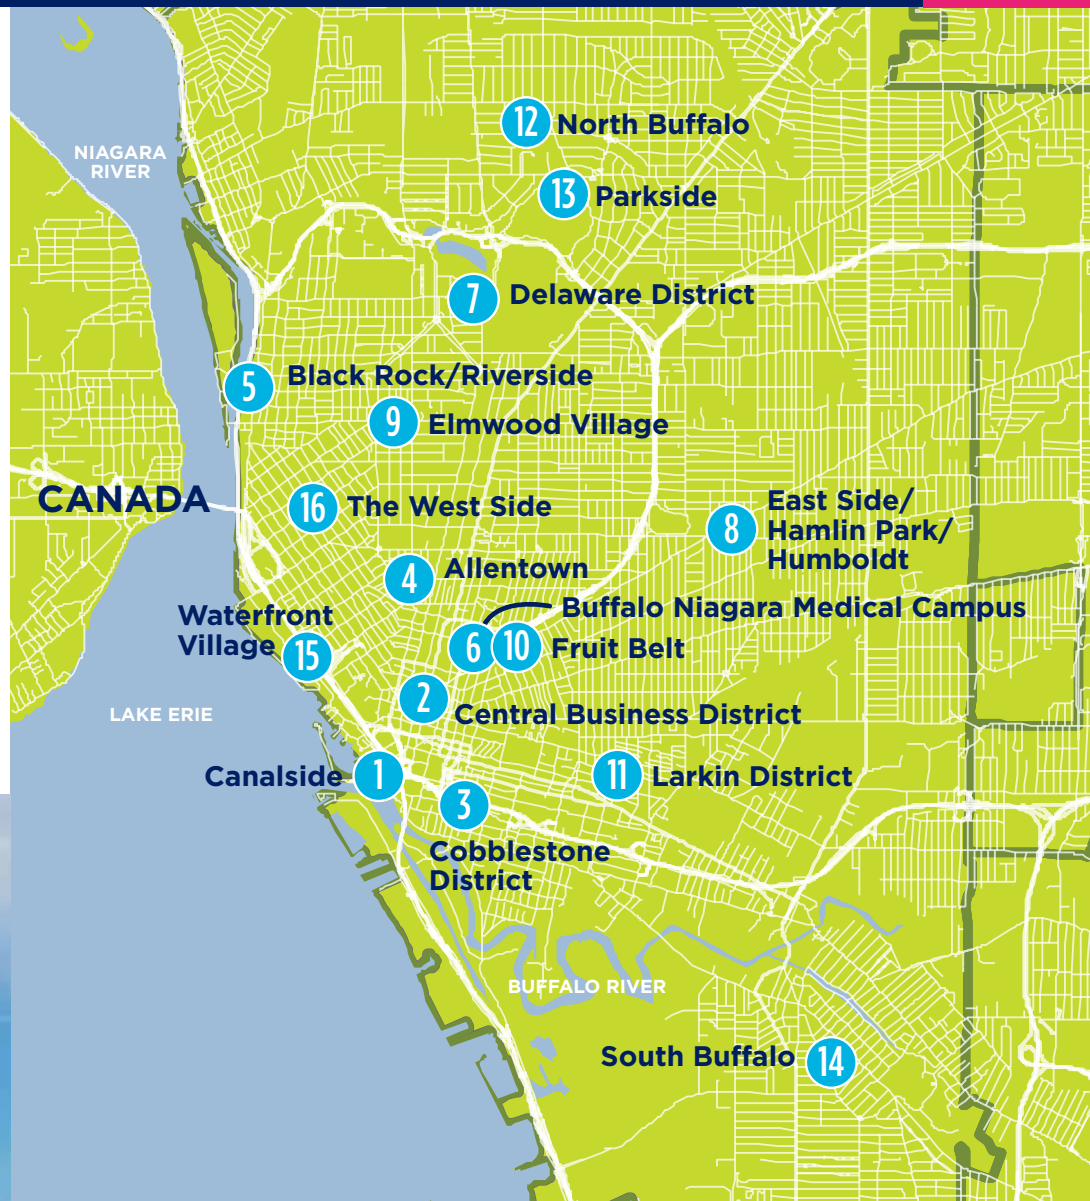 12
North Buffalo
NIAGARA
RIVER
13
Parkside
7
Delaware District
5
Black Rock/Riverside
9
Elmwood Village
CANADA
16
The West Side
8
East Side/
Hamlin Park/
Humboldt
4
Allentown
Buffalo Niagara Medical Campus
Waterfront
Village
15
6
10
Fruit Belt
2
Central Business District
LAKE ERIE
Canalside
1
11
Larkin District
3
Cobblestone
District
BUFFALO RIVER
South Buffalo
14